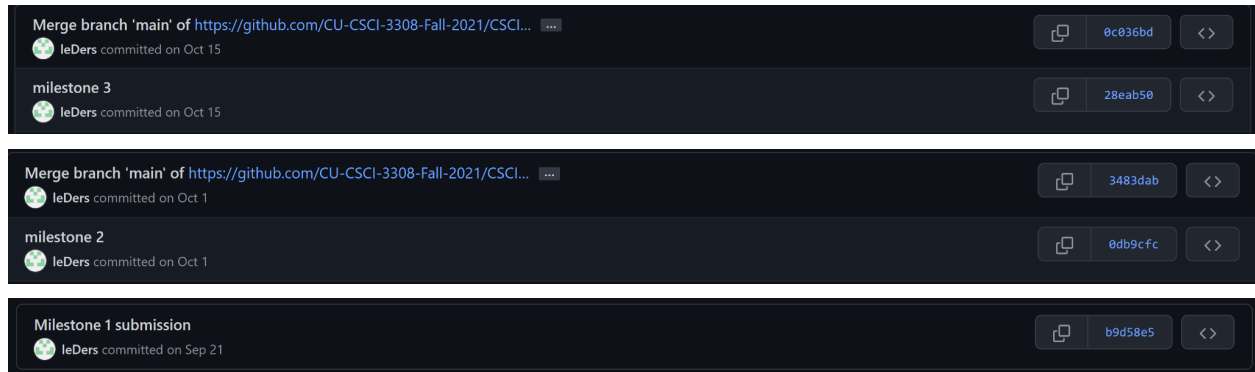 Merge branch 'main' of https://github.com/CU-CSCI-3308-Fall-2021/CSCI... ...
0c036bd
leDers committed on Oct 15
milestone 3
28eab50
leDers committed on Oct 15
Merge branch 'main' of https://github.com/CU-CSCI-3308-Fall-2021/CSCI... ...
3483dab
leDers committed on Oct 1
milestone 2
0db9cfc
leDers committed on Oct 1
Milestone 1 submission
b9d58e5
leDers committed on Sep 21